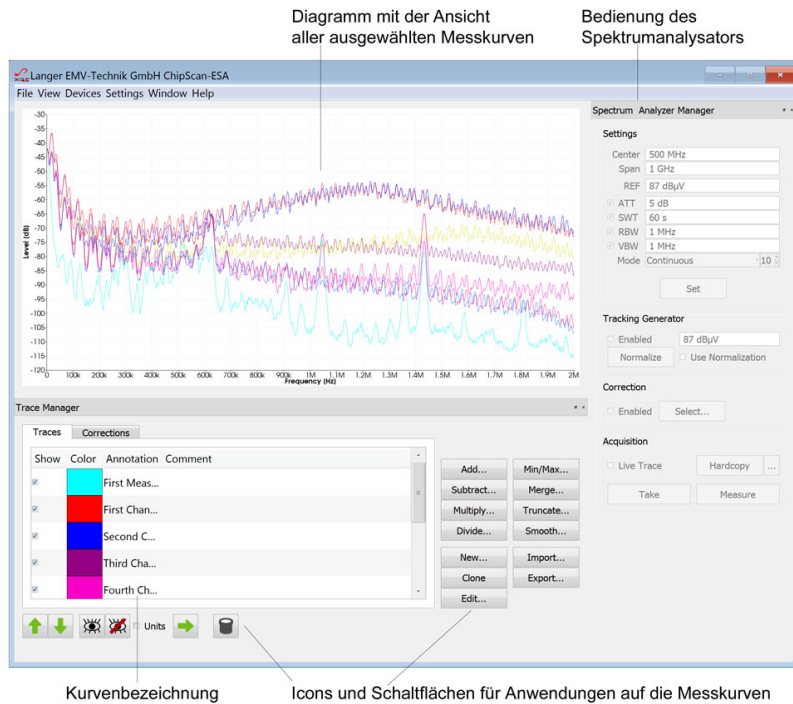 Diagramm mit der Ansicht
aller ausgewählten Messkurven
Bedienung des
Spektrumanalysators
Langer EMV-Technik GmbH ChipScan-ESA
File View Devices Settings Window Help
Level (dB)
-30
-35
-40
-45
-50
-55
-60
-65
-70
-75
-80
-85
-90
-95
-100
-105
-110
-115
-120
0 100k 200k 300k 400k 500k 600k 700k 800k 900k 1M 1.1M 1.2M 1.3M 1.4M 1.5M 1.6M 1.7M 1.8M 1.9M 2M
Frequency (Hz)
Spectrum Analyzer Manager
Settings
Center 500 MHz
Span 1 GHz
REF 87 dBµV
ATT 5 dB
SWT 60 s
RBW 1 MHz
VBW 1 MHz
Mode Continuous 10
Set
Tracking Generator
Enabled 87 dBµV
Normalize Use Normalization
Correction
Enabled Select...
Acquisition
Live Trace Hardcopy ...
Take Measure
Trace Manager
Traces Corrections
Show Color Annotation Comment
First Meas...
First Chan...
Second C...
Third Cha...
Fourth Ch...
Add... Min/Max...
Subtract... Merge...
Multiply... Truncate...
Divide... Smooth...
New... Import...
Clone Export...
Edit...
Units
Kurvenbezeichnung
Icons und Schaltflächen für Anwendungen auf die Messkurven